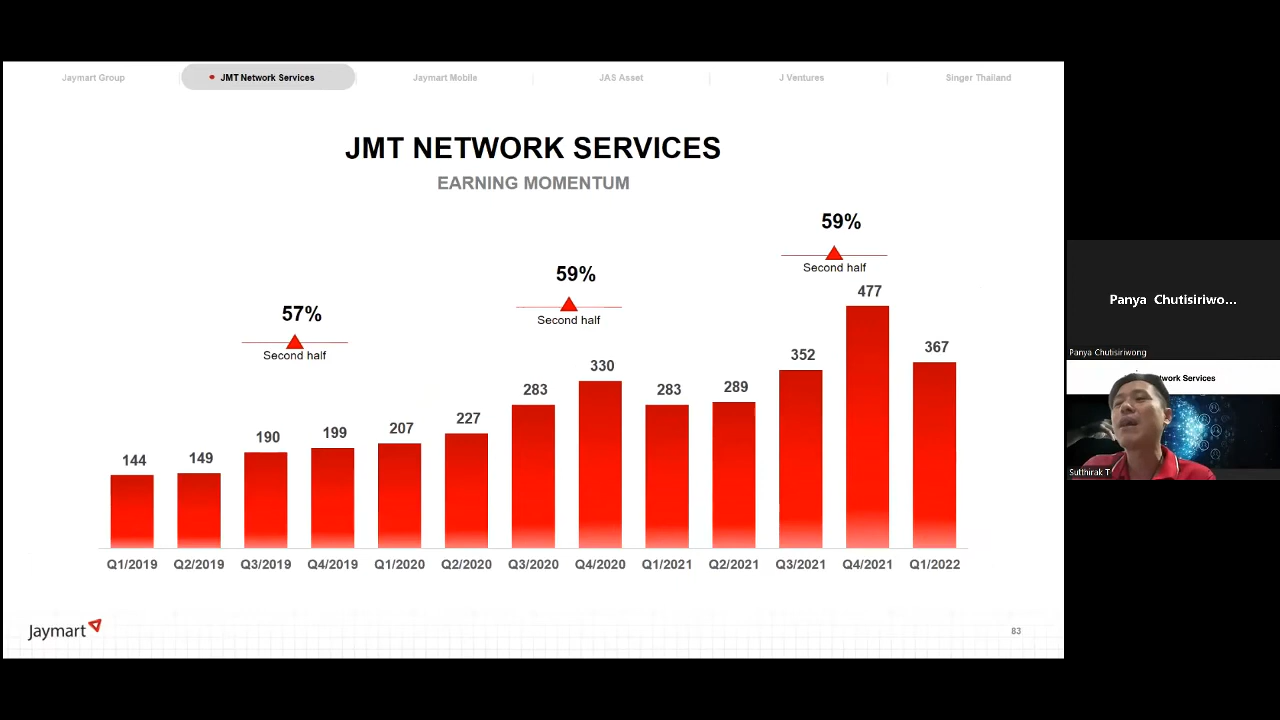 Jaymart Group
JMT Network Services
Jaymart Mobile
JAS Asset
J Ventures
Singer Thailand
JMT NETWORK SERVICES
EARNING MOMENTUM
59%
Second half
59%
Second half
57%
Second half
144
149
190
199
207
227
283
330
283
289
352
477
367
Q1/2019
Q2/2019
Q3/2019
Q4/2019
Q1/2020
Q2/2020
Q3/2020
Q4/2020
Q1/2021
Q2/2021
Q3/2021
Q4/2021
Q1/2022
Jaymart
83
Panya Chutisiriwo...
Panya Chutisiriwong
Services
Sutthirak T